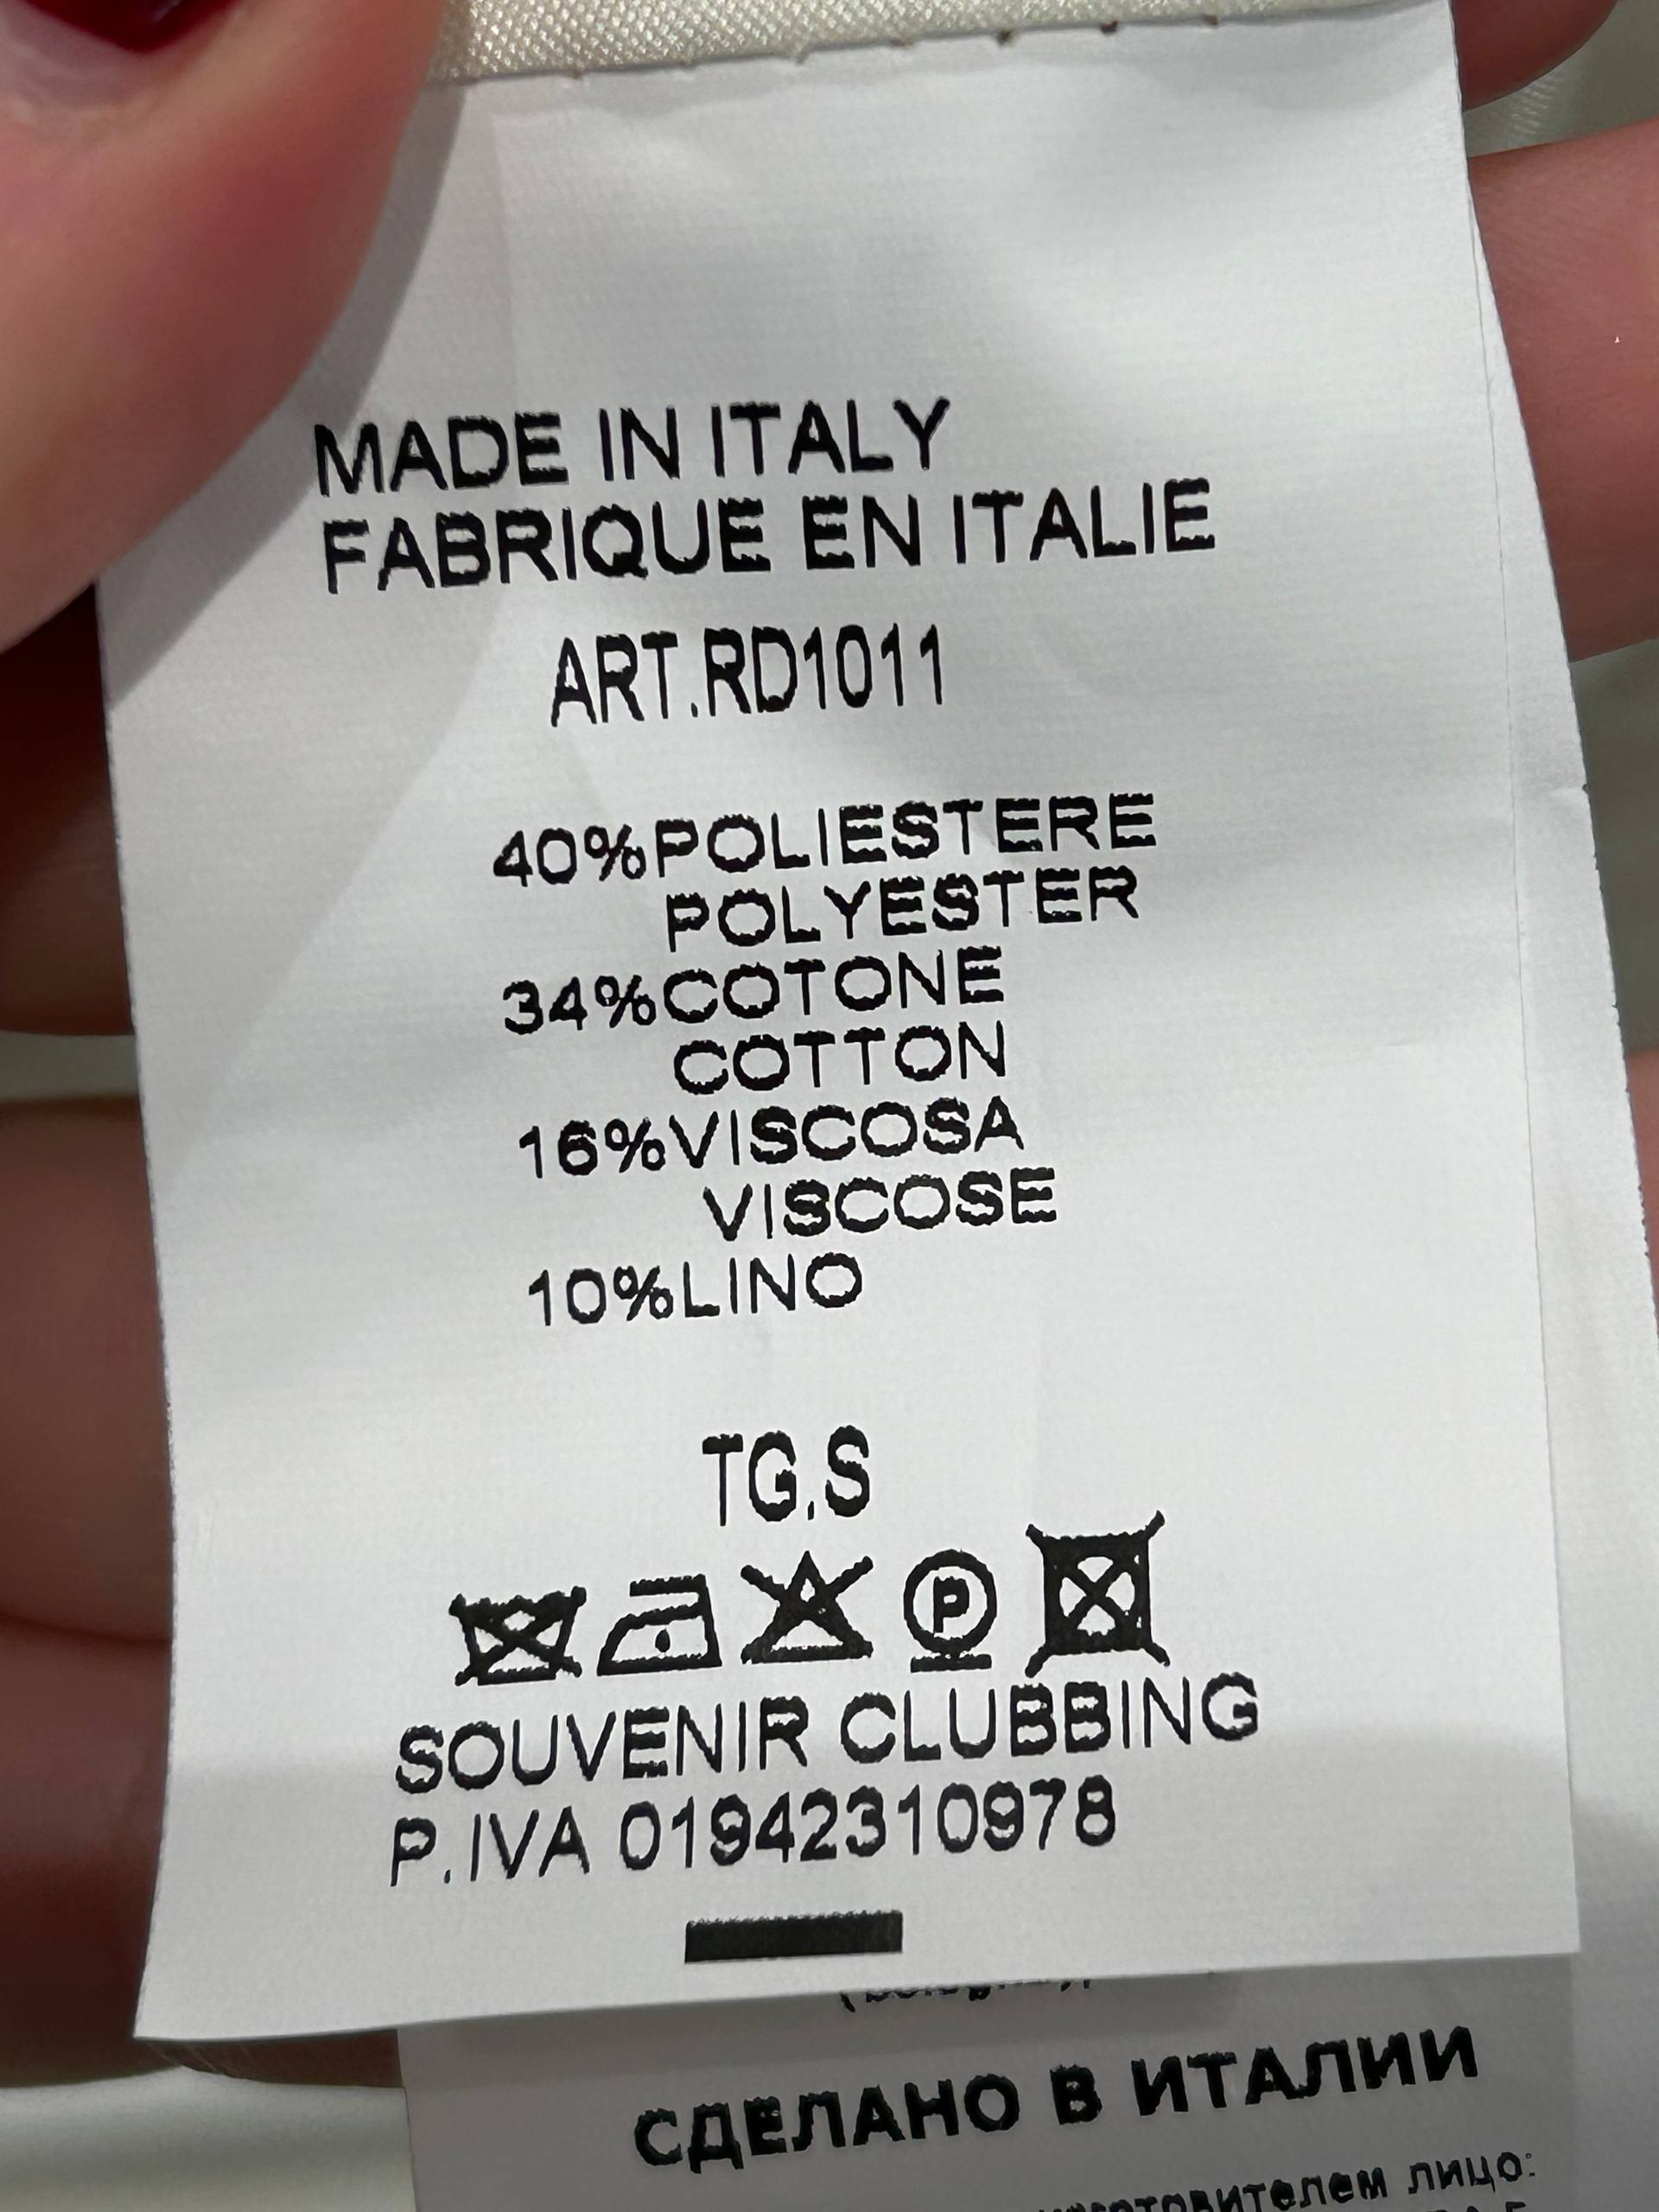 MADE IN ITALY
FABRIQUE EN ITALIE
ART.RD1011
40%POLIESTERE
POLYESTER
34%COTONE
COTTON
16%VISCOSA
VISCOSE
10%LINO
TG.S
P
SOUVENIR CLUBBING
P.IVA 01942310978
СДЕЛАНО В ИТАЛИИ
лицо: